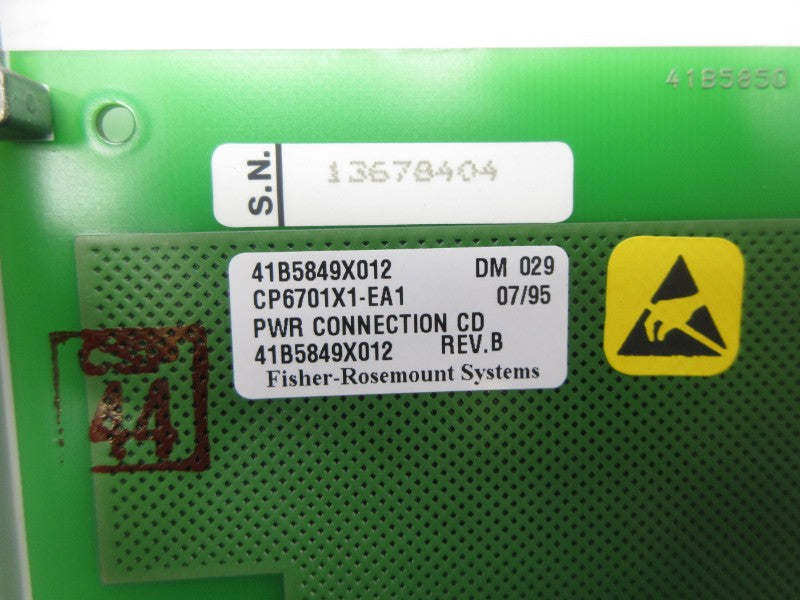 41B5850
S.N. 13678404
41B5849X012 DM 029
CP6701X1-EA1 07/95
PWR CONNECTION CD
41B5849X012 REV.B
Fisher-Rosemount Systems
44